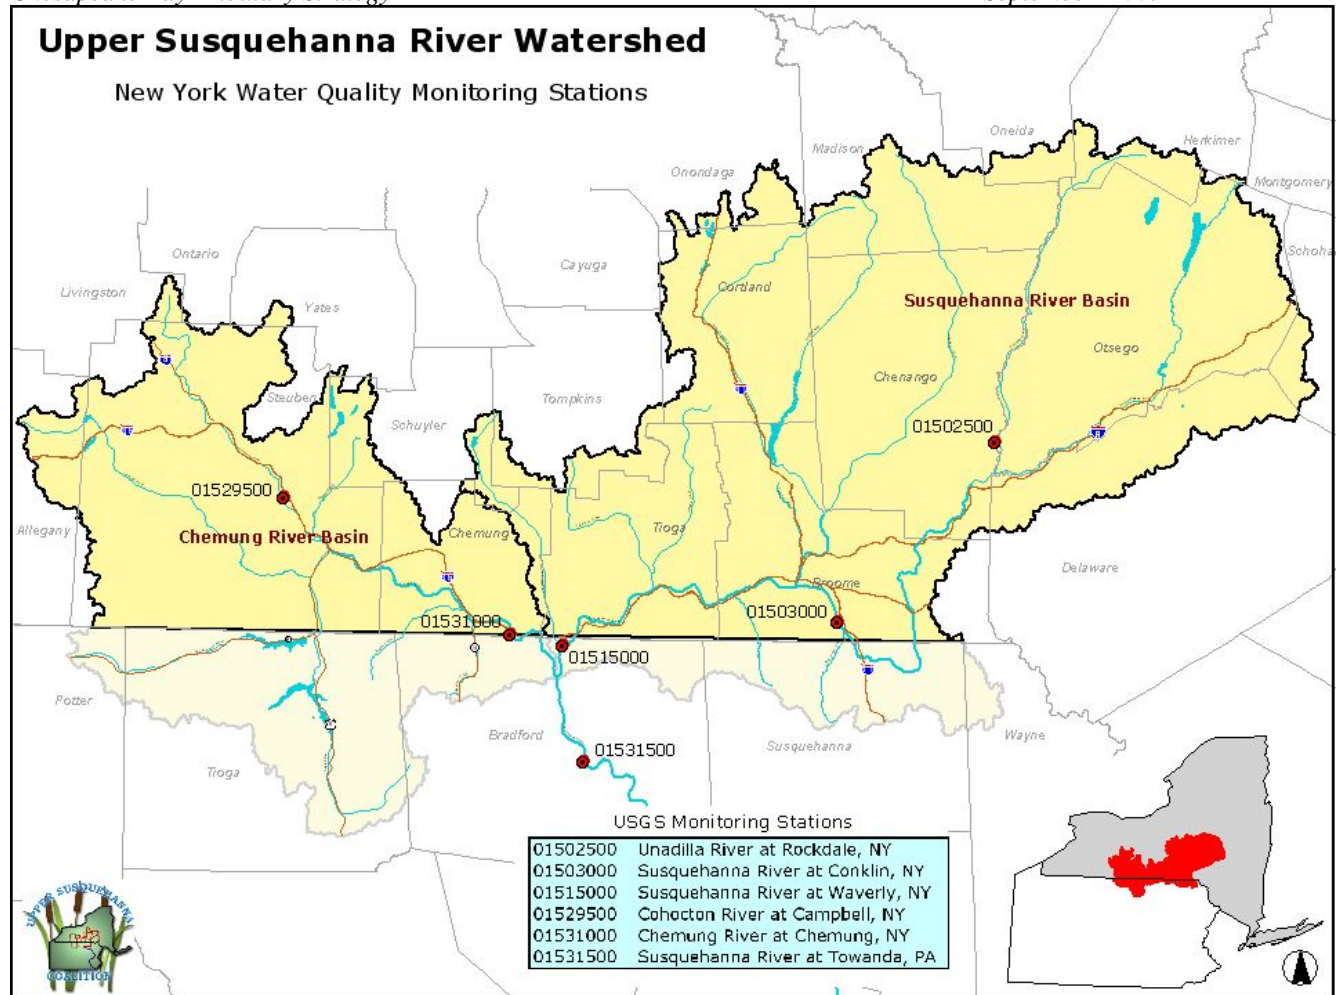 Upper Susquehanna River Watershed
New York Water Quality Monitoring Stations
Oneida
Herkimer
Madison
Onondaga
Montgomery
Ontario
Schoha
Cayuga
Livingston
Cortland
Susquehanna River Basin
Yates
Otsego
Chenango
Steuben
Tompkins
Schuyler
01502500
01529500
Allegany
Chemung River Basin
Chemung
Tioga
Delaware
Broome
01503000
01531000
01515000
Potter
Bradford
Susquehanna
Wayne
01531500
Tioga
USGS Monitoring Stations
01502500 Unadilla River at Rockdale, NY
01503000 Susquehanna River at Conklin, NY
01515000 Susquehanna River at Waverly, NY
01529500 Cohocton River at Campbell, NY
01531000 Chemung River at Chemung, NY
01531500 Susquehanna River at Towanda, PA
UPPER SUSQUEHANNA
COALITION